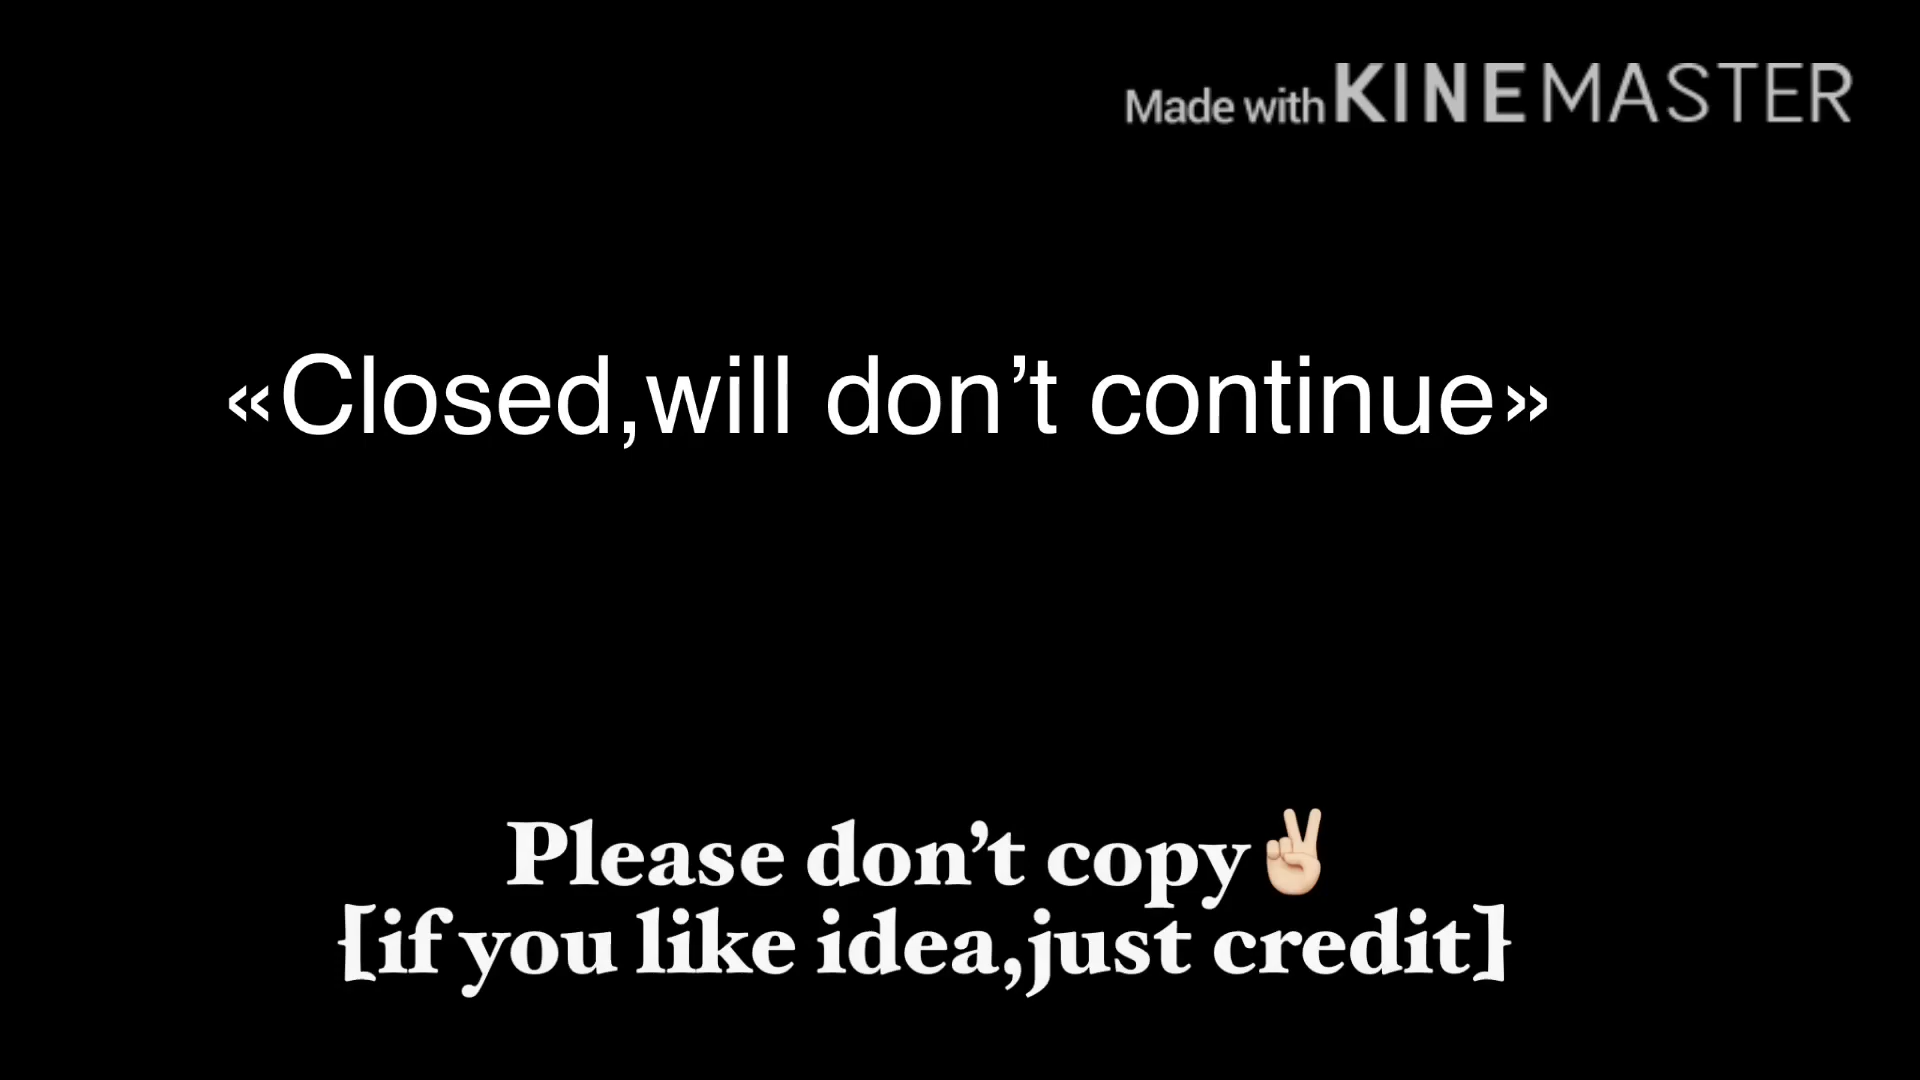 Made with KINEMASTER
«Closed,will don’t continue»
Please don’t copy✌🏻
[if you like idea,just credit]